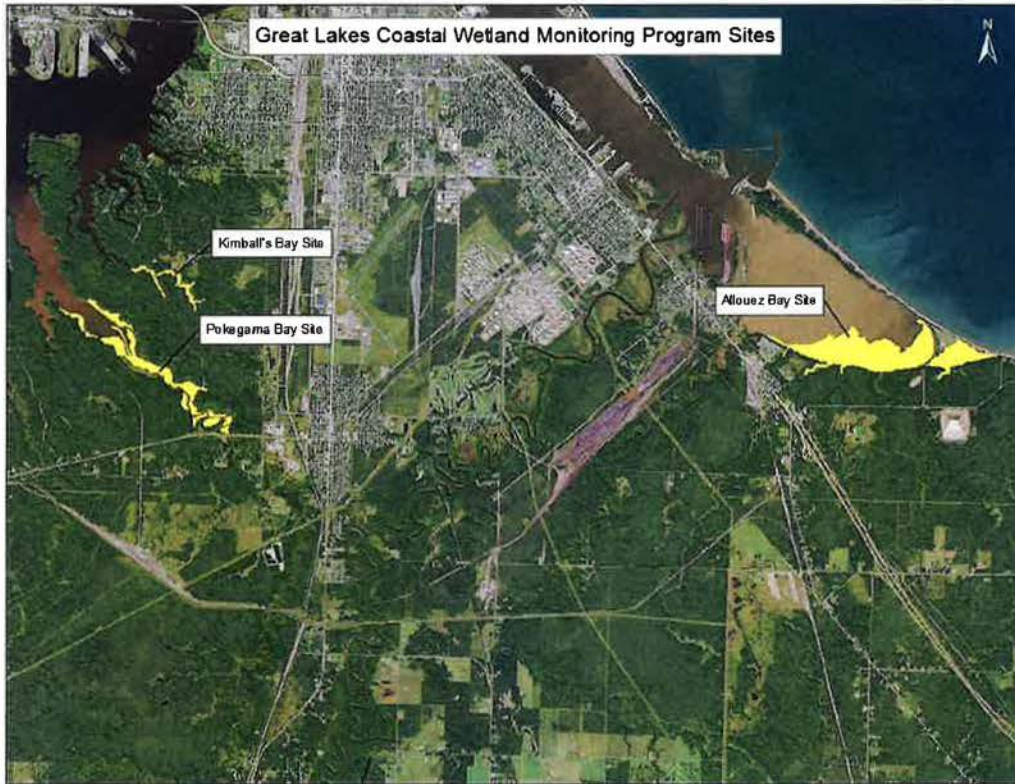 Great Lakes Coastal Wetland Monitoring Program Sites
N
Kimball's Bay Site
Allouez Bay Site
Pokegama Bay Site